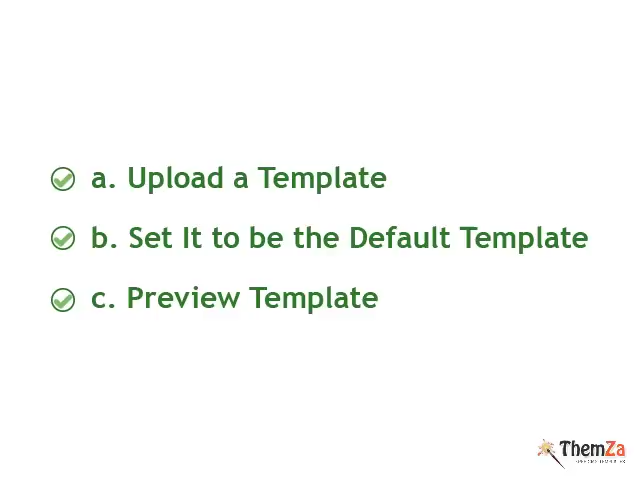 a. Upload a Template
b. Set It to be the Default Template
c. Preview Template
ThemZa